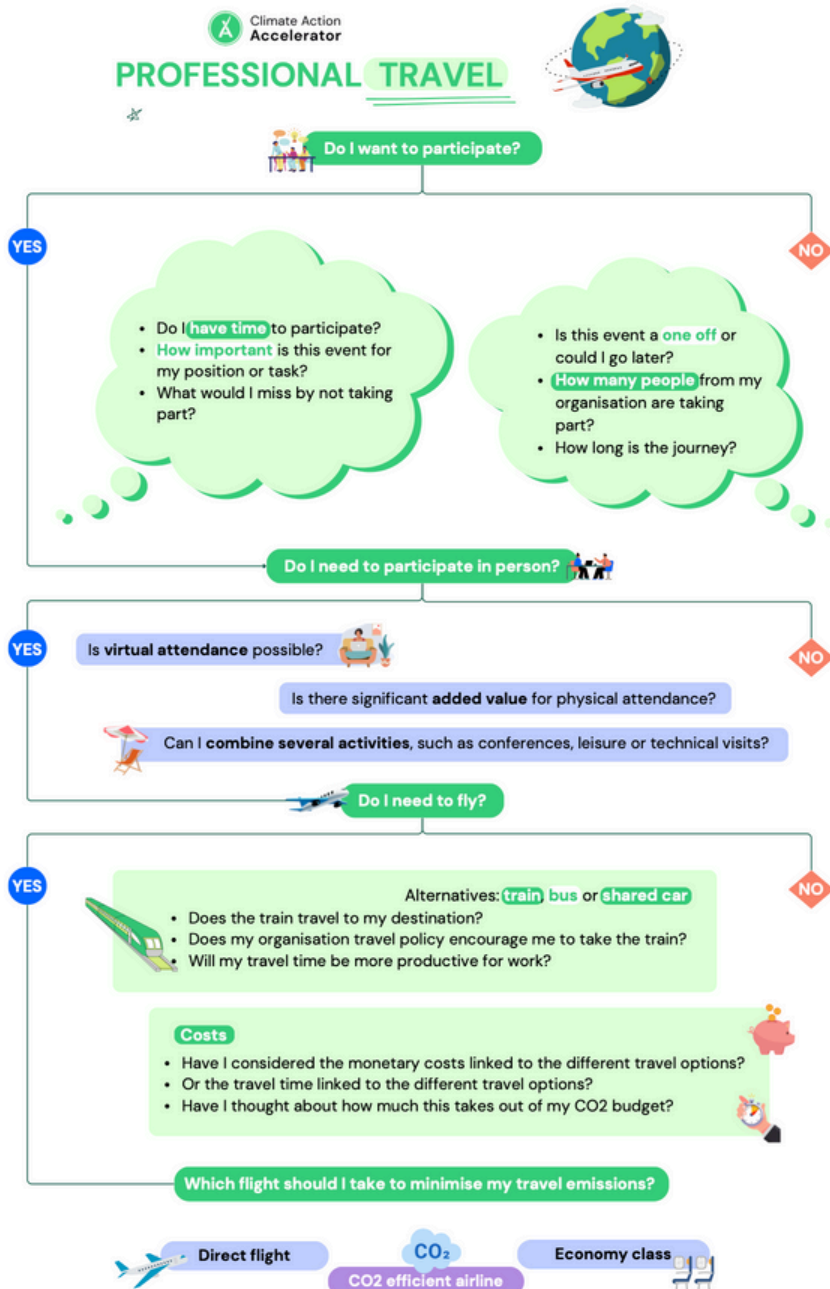 Climate Action
Accelerator
PROFESSIONAL TRAVEL
Do I want to participate?
YES
NO
• Do I have time to participate?
• How important is this event for
my position or task?
• What would I miss by not taking
part?
• Is this event a one off or
could I go later?
• How many people from my
organisation are taking
part?
• How long is the journey?
Do I need to participate in person?
YES
NO
Is virtual attendance possible?
Is there significant added value for physical attendance?
Can I combine several activities, such as conferences, leisure or technical visits?
Do I need to fly?
YES
NO
Alternatives: train, bus or shared car
• Does the train travel to my destination?
• Does my organisation travel policy encourage me to take the train?
• Will my travel time be more productive for work?
Costs
• Have I considered the monetary costs linked to the different travel options?
• Or the travel time linked to the different travel options?
• Have I thought about how much this takes out of my CO2 budget?
Which flight should I take to minimise my travel emissions?
Direct flight
CO₂
Economy class
CO2 efficient airline